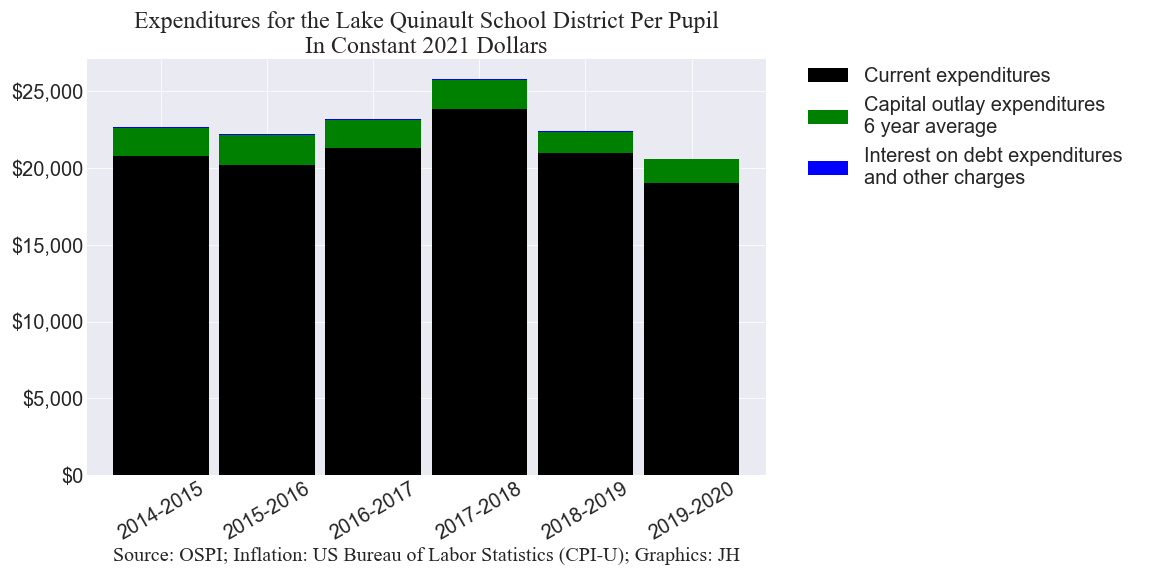 Expenditures for the Lake Quinault School District Per Pupil
In Constant 2021 Dollars
$25,000
$20,000
$15,000
$10,000
$5,000
$0
2014-2015
2015-2016
2016-2017
2017-2018
2018-2019
2019-2020
Current expenditures
Capital outlay expenditures
6 year average
Interest on debt expenditures
and other charges
Source: OSPI; Inflation: US Bureau of Labor Statistics (CPI-U); Graphics: JH